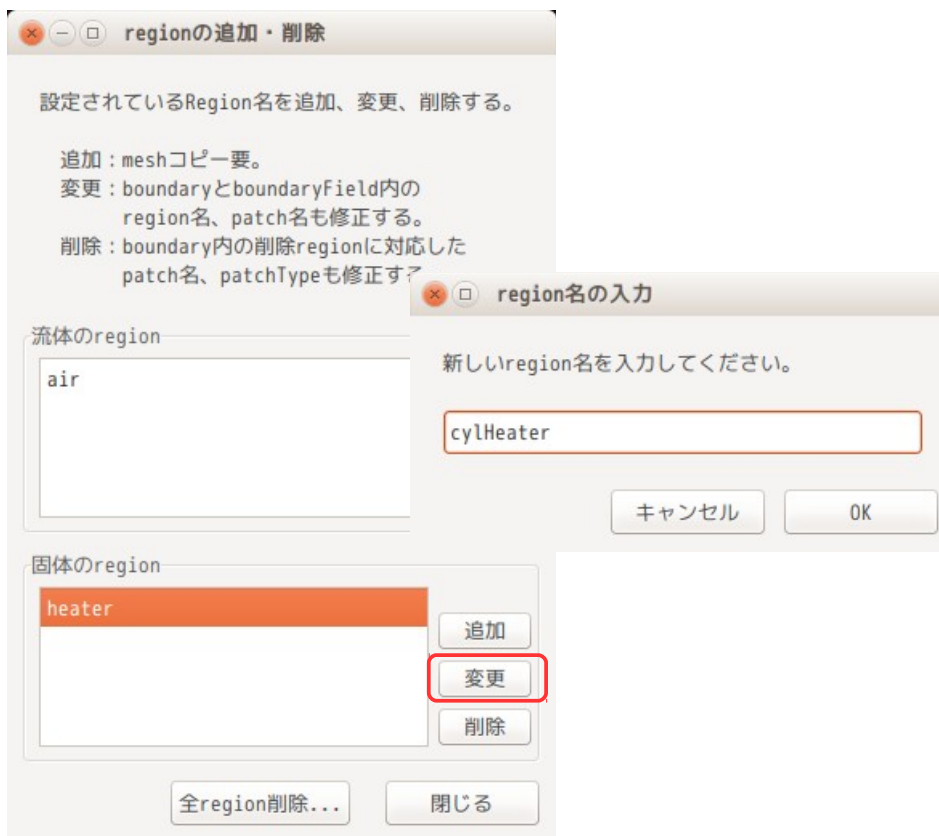 regionの追加・削除
設定されているRegion名を追加、変更、削除する。
追加：meshコピー要。
変更：boundaryとboundaryField内の
region名、patch名も修正する。
削除：boundary内の削除regionに対応した
patch名、patchTypeも修正す
region名の入力
新しいregion名を入力してください。
cylHeater
キャンセル
OK
流体のregion
air
固体のregion
heater
追加
変更
削除
全region削除...
閉じる